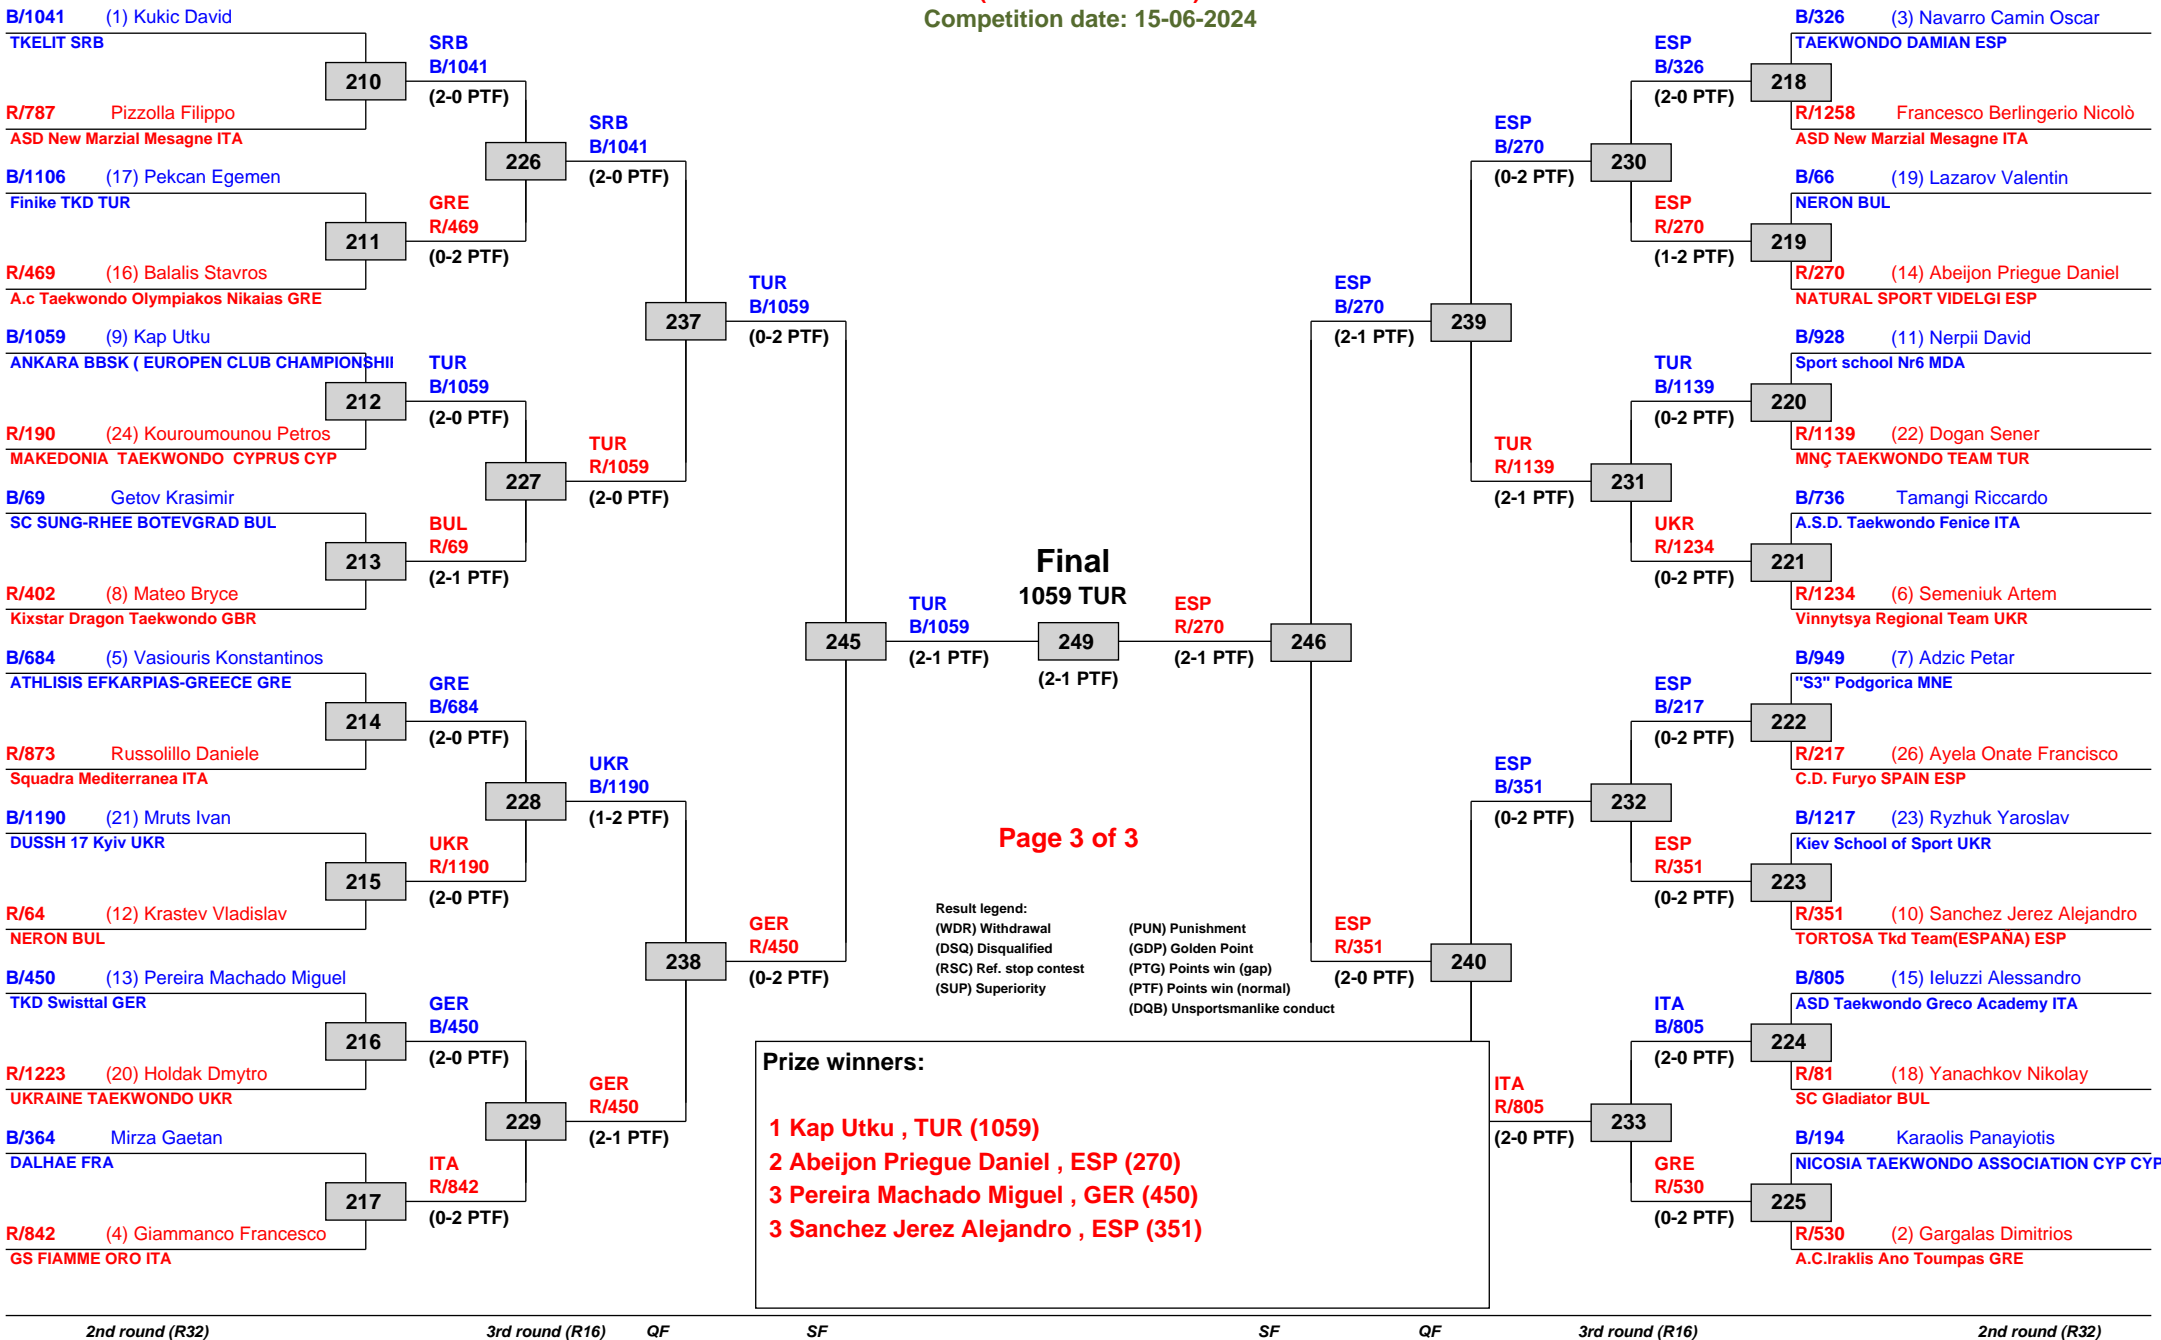 Competition date: 15-06-2024
B/1041 (1) Kukic David
TKELIT SRB
210
R/787 Pizzolla Filippo
ASD New Marzial Mesagne ITA
B/1106 (17) Pekcan Egemen
Finike TKD TUR
211
R/469 (16) Balalis Stavros
A.c Taekwondo Olympiakos Nikaias GRE
B/1059 (9) Kap Utku
ANKARA BBSK ( EUROPEN CLUB CHAMPIONSHII
212
R/190 (24) Kouroumounou Petros
MAKEDONIA TAEKWONDO CYPRUS CYP
B/69 Getov Krasimir
SC SUNG-RHEE BOTEVGRAD BUL
213
R/402 (8) Mateo Bryce
Kixstar Dragon Taekwondo GBR
B/684 (5) Vasiouris Konstantinos
ATHLISIS EFKARPIAS-GREECE GRE
214
R/873 Russolillo Daniele
Squadra Mediterranea ITA
B/1190 (21) Mruts Ivan
DUSSH 17 Kyiv UKR
215
R/64 (12) Krastev Vladislav
NERON BUL
B/450 (13) Pereira Machado Miguel
TKD Swisttal GER
216
R/1223 (20) Holdak Dmytro
UKRAINE TAEKWONDO UKR
B/364 Mirza Gaetan
DALHAE FRA
217
R/842 (4) Giammanco Francesco
GS FIAMME ORO ITA
SRB
B/1041
(2-0 PTF)
226
GRE
R/469
(0-2 PTF)
TUR
B/1059
(2-0 PTF)
227
BUL
R/69
(2-1 PTF)
GRE
B/684
(2-0 PTF)
228
UKR
R/1190
(2-0 PTF)
GER
B/450
(2-0 PTF)
229
ITA
R/842
(0-2 PTF)
SRB
B/1041
(2-0 PTF)
237
TUR
R/1059
(2-0 PTF)
UKR
B/1190
(1-2 PTF)
238
GER
R/450
(2-1 PTF)
TUR
B/1059
(0-2 PTF)
245
GER
R/450
(0-2 PTF)
TUR
B/1059
(2-1 PTF)
Final
1059 TUR
249
(2-1 PTF)
ESP
R/270
(2-1 PTF)
246
ESP
B/270
(2-1 PTF)
239
ESP
R/351
(2-0 PTF)
240
ESP
B/270
(0-2 PTF)
230
TUR
R/1139
(2-1 PTF)
231
ESP
B/351
(0-2 PTF)
232
ITA
R/805
(2-0 PTF)
233
ESP
B/326
(2-0 PTF)
ESP
R/270
(1-2 PTF)
TUR
B/1139
(0-2 PTF)
UKR
R/1234
(0-2 PTF)
ESP
B/217
(0-2 PTF)
ESP
R/351
(0-2 PTF)
ITA
B/805
(2-0 PTF)
GRE
R/530
(0-2 PTF)
B/326 (3) Navarro Camin Oscar
TAEKWONDO DAMIAN ESP
218
R/1258 Francesco Berlingerio Nicolò
ASD New Marzial Mesagne ITA
B/66 (19) Lazarov Valentin
NERON BUL
219
R/270 (14) Abeijon Priegue Daniel
NATURAL SPORT VIDELGI ESP
B/928 (11) Nerpii David
Sport school Nr6 MDA
220
R/1139 (22) Dogan Sener
MNÇ TAEKWONDO TEAM TUR
B/736 Tamangi Riccardo
A.S.D. Taekwondo Fenice ITA
221
R/1234 (6) Semeniuk Artem
Vinnytsya Regional Team UKR
B/949 (7) Adzic Petar
"S3" Podgorica MNE
222
R/217 (26) Ayela Onate Francisco
C.D. Furyo SPAIN ESP
B/1217 (23) Ryzhuk Yaroslav
Kiev School of Sport UKR
223
R/351 (10) Sanchez Jerez Alejandro
TORTOSA Tkd Team(ESPAÑA) ESP
B/805 (15) Ieluzzi Alessandro
ASD Taekwondo Greco Academy ITA
224
R/81 (18) Yanachkov Nikolay
SC Gladiator BUL
B/194 Karaolis Panayiotis
NICOSIA TAEKWONDO ASSOCIATION CYP CYP
225
R/530 (2) Gargalas Dimitrios
A.C.Iraklis Ano Toumpas GRE
Page 3 of 3
Result legend:
(WDR) Withdrawal (PUN) Punishment
(DSQ) Disqualified (GDP) Golden Point
(RSC) Ref. stop contest (PTG) Points win (gap)
(SUP) Superiority (PTF) Points win (normal)
(DQB) Unsportsmanlike conduct
Prize winners:
1 Kap Utku , TUR (1059)
2 Abeijon Priegue Daniel , ESP (270)
3 Pereira Machado Miguel , GER (450)
3 Sanchez Jerez Alejandro , ESP (351)
2nd round (R32) 3rd round (R16) QF SF SF QF 3rd round (R16) 2nd round (R32)